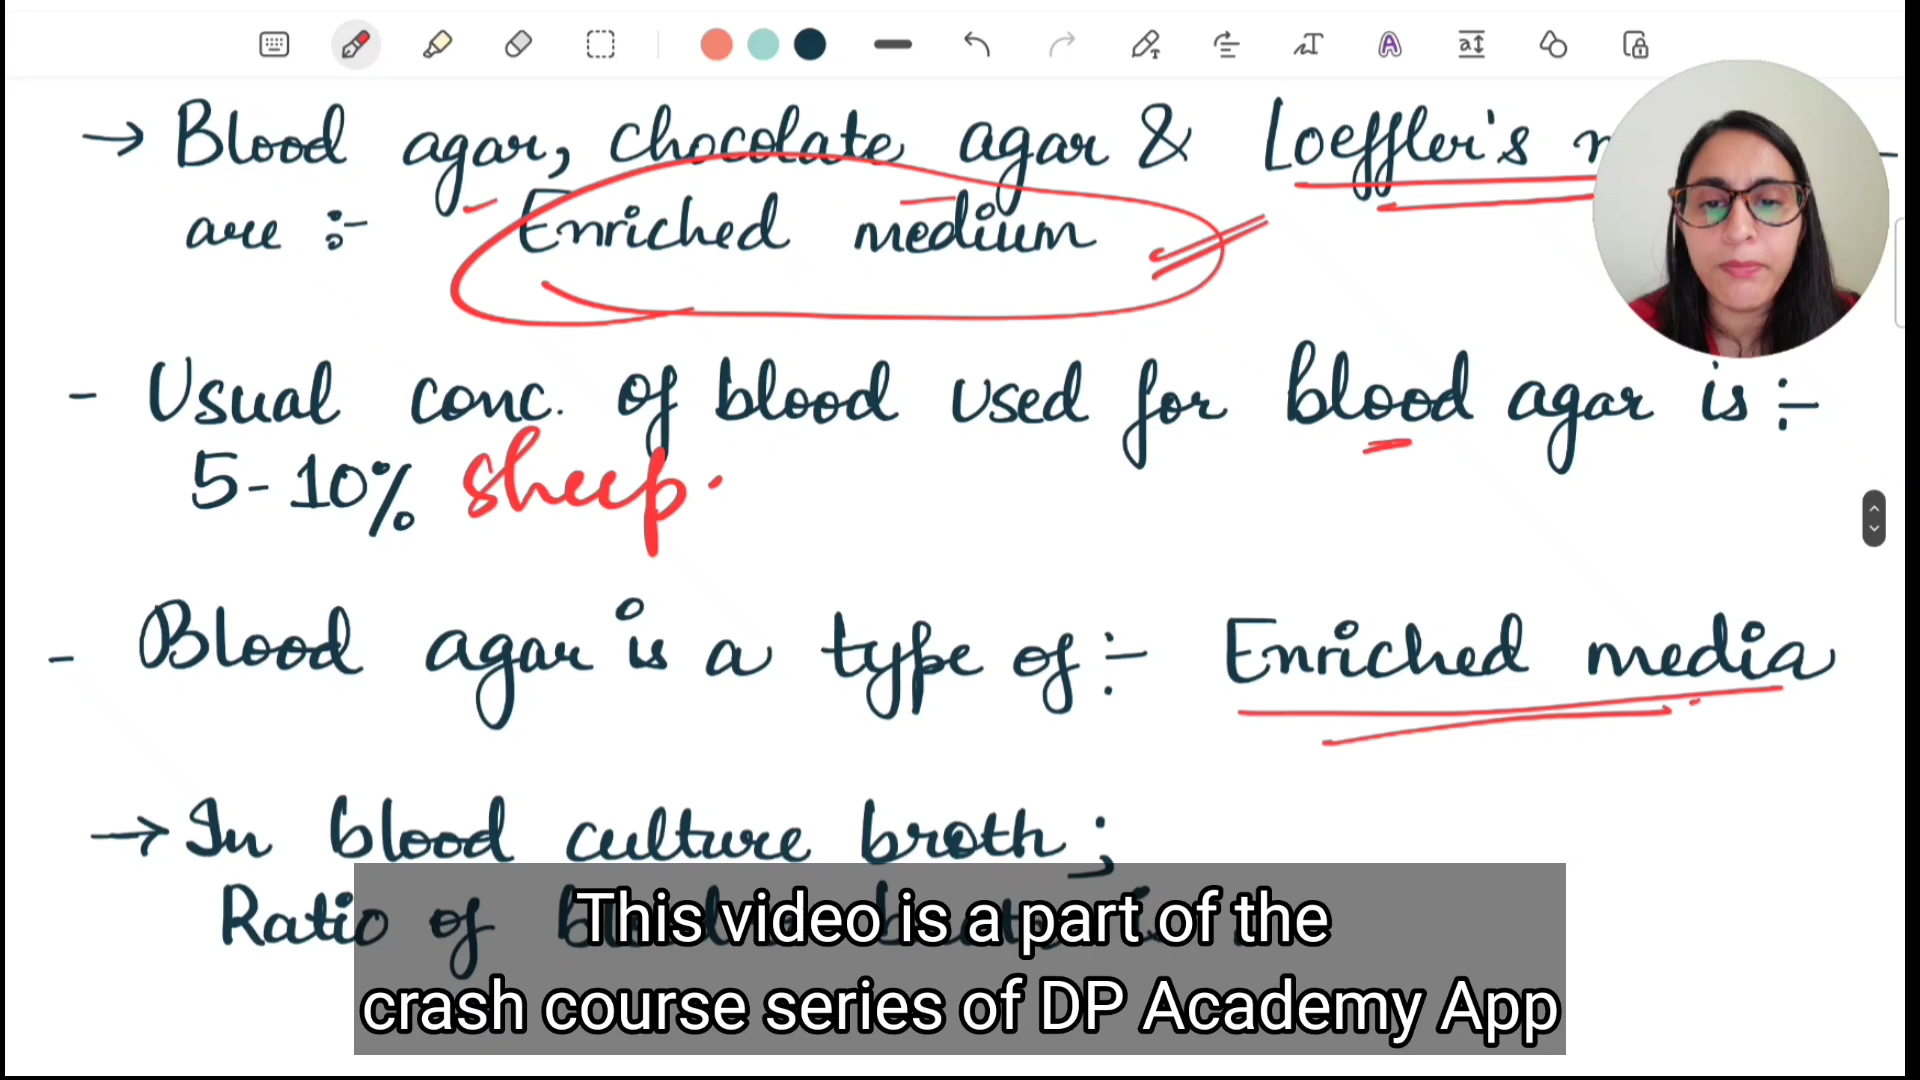 → Blood agar, chocolate agar & Loeffler's
are :- Enriched medium
- Usual conc. of blood used for blood agar is :-
5-10% sheep.
- Blood agar is a type of :- Enriched media
→ In blood culture broth ;
Ratio of
This video is a part of the
crash course series of DP Academy App